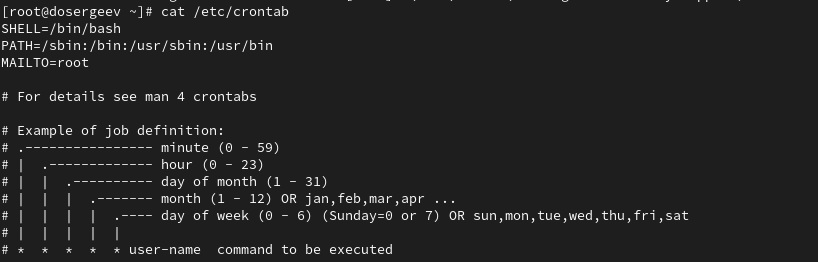 [root@dosergeev ~]# cat /etc/crontab
SHELL=/bin/bash
PATH=/sbin:/bin:/usr/sbin:/usr/bin
MAILTO=root

# For details see man 4 crontabs

# Example of job definition:
# .---------------- minute (0 - 59)
# |  .------------- hour (0 - 23)
# |  |  .---------- day of month (1 - 31)
# |  |  |  .------- month (1 - 12) OR jan,feb,mar,apr ...
# |  |  |  |  .---- day of week (0 - 6) (Sunday=0 or 7) OR sun,mon,tue,wed,thu,fri,sat
# |  |  |  |  |
# *  *  *  *  * user-name  command to be executed